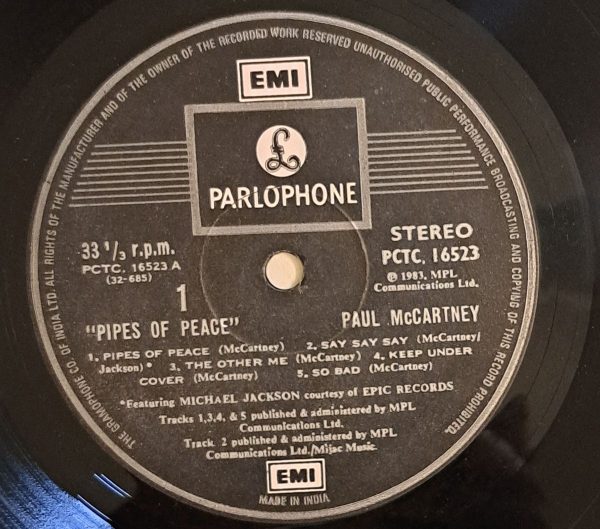 THE GRAMOPHONE CO. OF INDIA LTD. ALL RIGHTS OF THE MANUFACTURER AND OF THE OWNER OF THE RECORDED WORK RESERVED UNAUTHORISED PUBLIC PERFORMANCE BROADCASTING AND COPYING OF THIS RECORD PROHIBITED.
EMI
£
PARLOPHONE
33 1/3 r.p.m.
PCTC. 16523 A
(32-685)
1
STEREO
PCTC. 16523
℗ 1983. MPL
Communications Ltd.
"PIPES OF PEACE" PAUL McCARTNEY
1. PIPES OF PEACE (McCartney) 2. SAY SAY SAY (McCartney/
Jackson)* 3. THE OTHER ME (McCartney) 4. KEEP UNDER
COVER (McCartney) 5. SO BAD (McCartney)
*Featuring MICHAEL JACKSON courtesy of EPIC RECORDS
Tracks 1,3,4, & 5 published & administered by MPL
Communications Ltd.
Track 2 published & administered by MPL
Communications Ltd./Mijac Music.
EMI
MADE IN INDIA